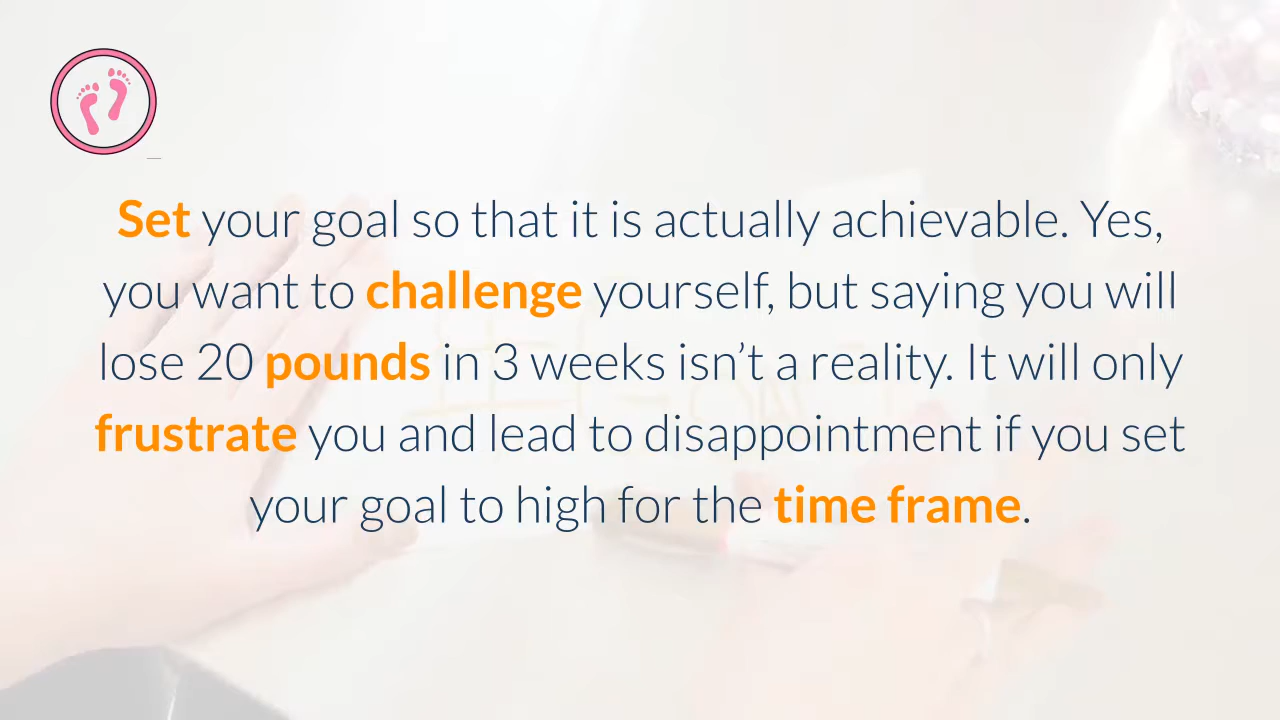 Set your goal so that it is actually achievable. Yes,
you want to challenge yourself, but saying you will
lose 20 pounds in 3 weeks isn’t a reality. It will only
frustrate you and lead to disappointment if you set
your goal to high for the time frame.